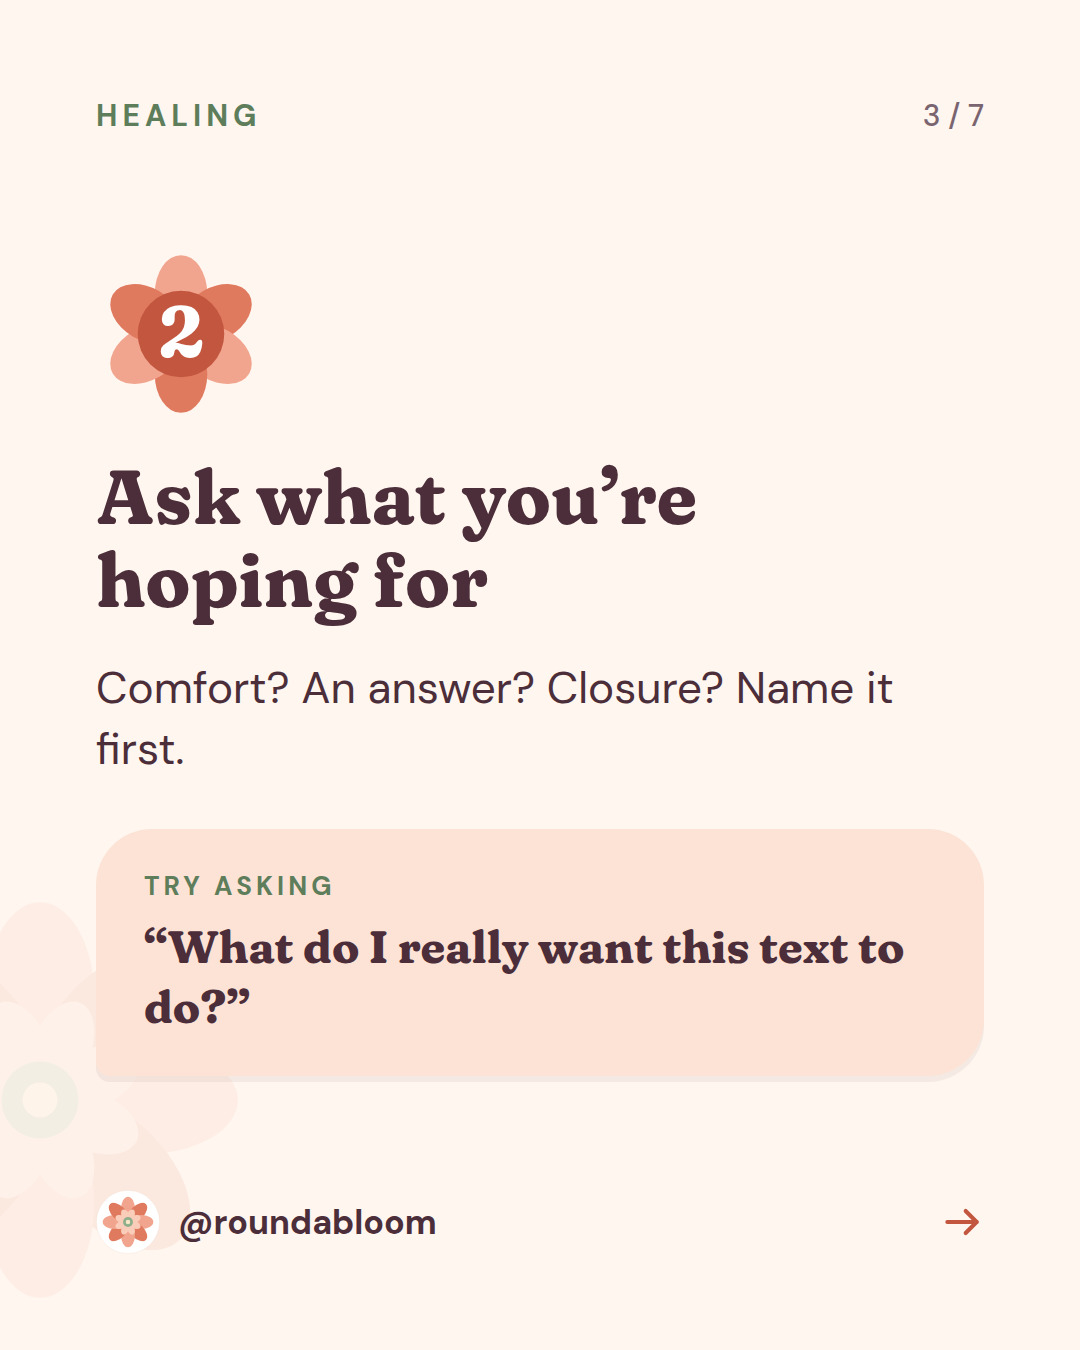 HEALING
3 / 7
2
Ask what you’re
hoping for
Comfort? An answer? Closure? Name it
first.
TRY ASKING
“What do I really want this text to
do?”
@roundabloom